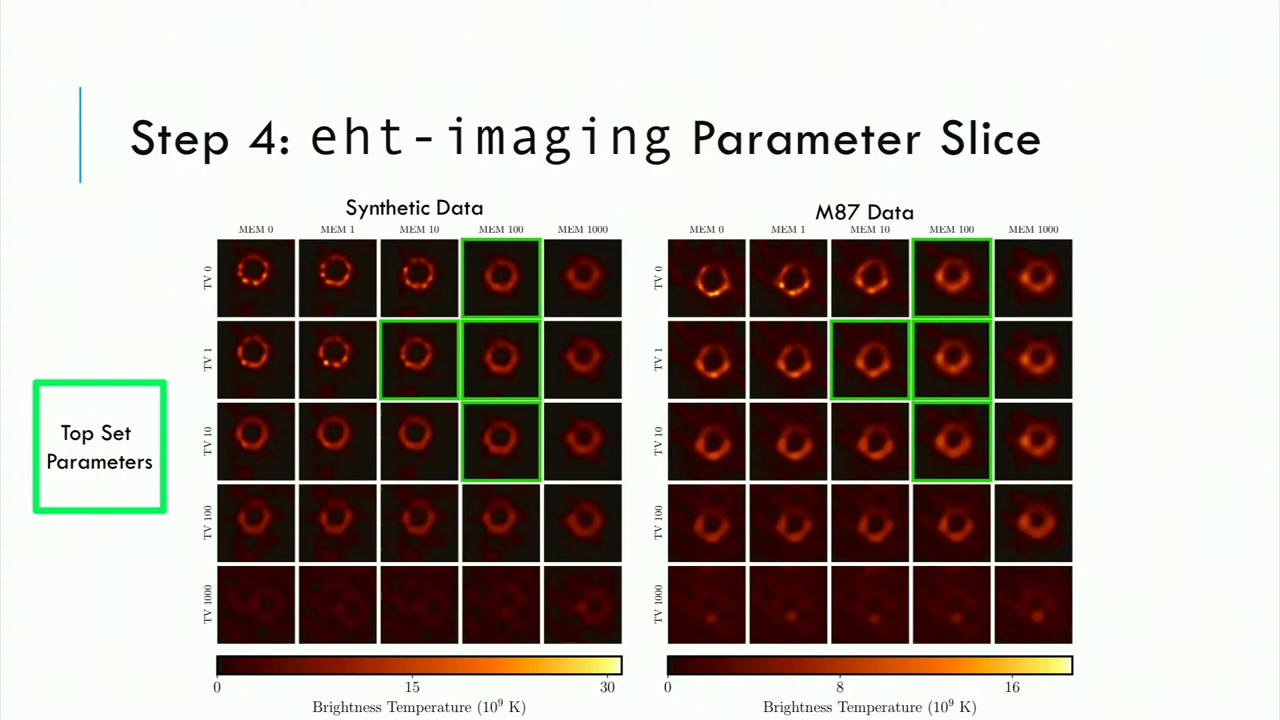 Step 4: eht-imaging Parameter Slice
Synthetic Data
MEM 0 MEM 1 MEM 10 MEM 100 MEM 1000
TV 0
TV 1
TV 10
TV 100
TV 1000
0 15 30
Brightness Temperature (10⁹ K)
M87 Data
MEM 0 MEM 1 MEM 10 MEM 100 MEM 1000
TV 0
TV 1
TV 10
TV 100
TV 1000
0 8 16
Brightness Temperature (10⁹ K)
Top Set
Parameters